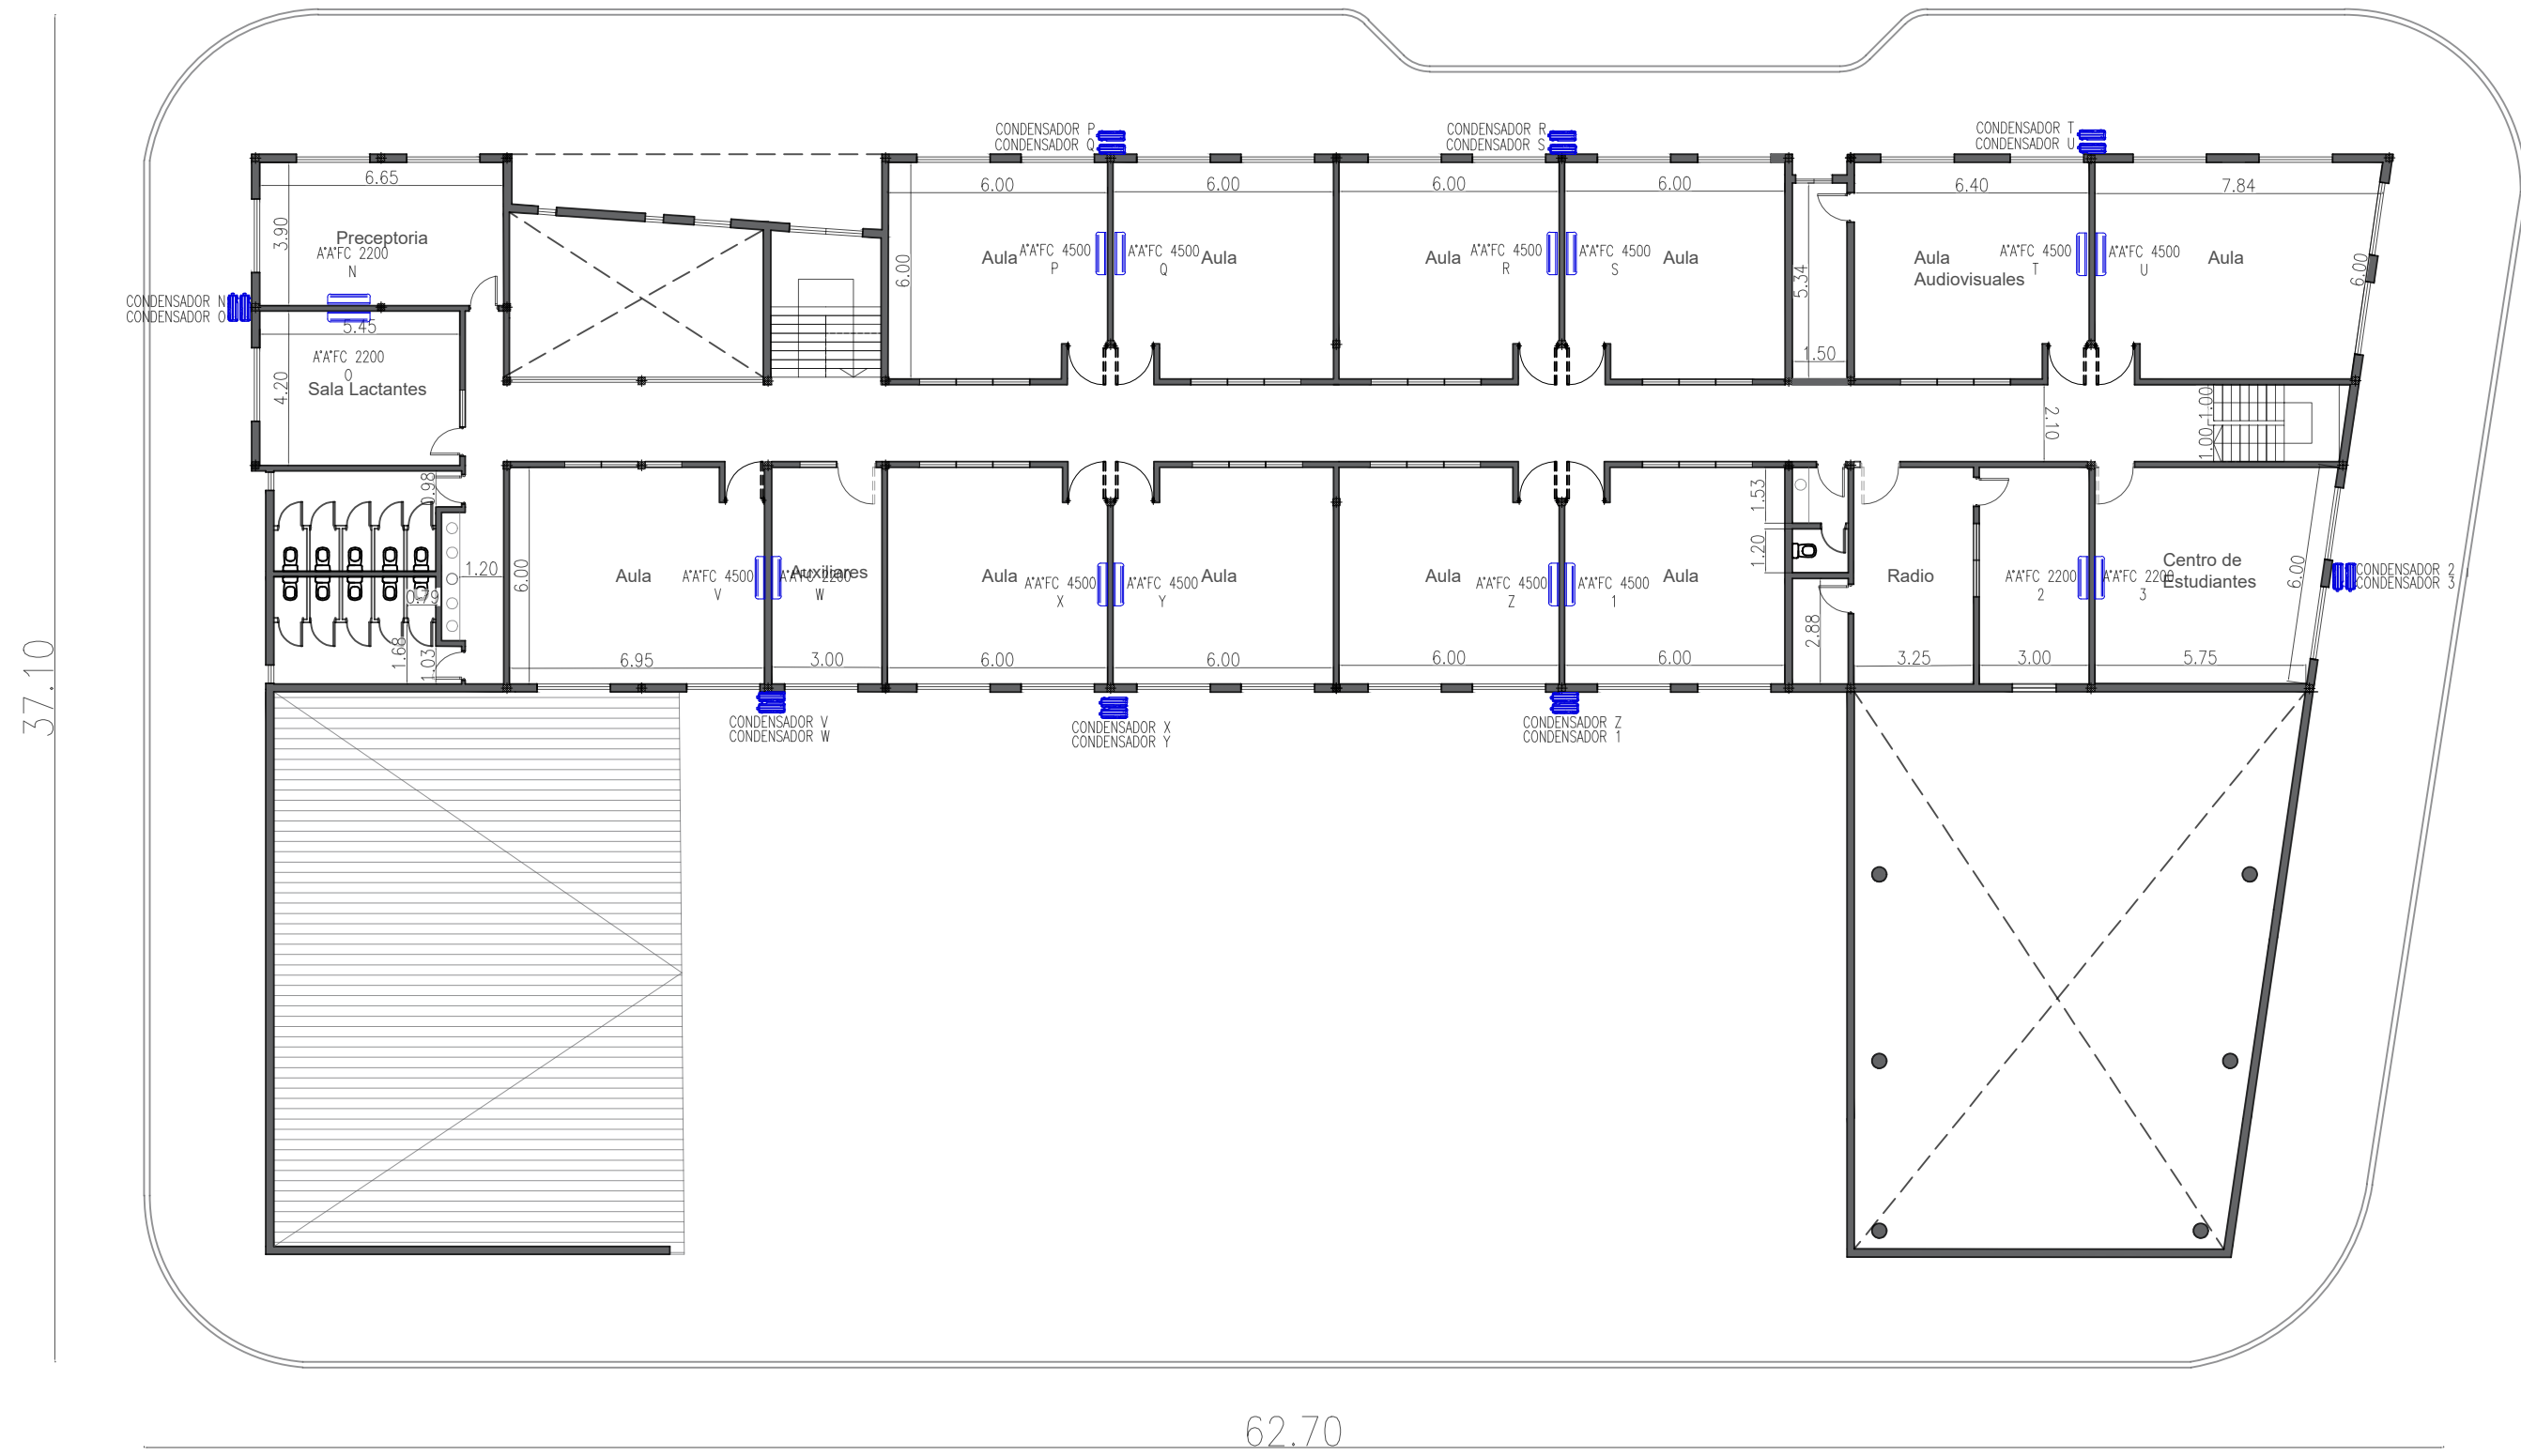 CONDENSADOR P
CONDENSADOR Q
CONDENSADOR R
CONDENSADOR S
CONDENSADOR T
CONDENSADOR U
6.65
6.00
6.00
6.00
6.00
6.40
7.84
3.90
Preceptoria
A°A°FC 2200
N
6.00
Aula
A°A°FC 4500
P
A°A°FC 4500
Q
Aula
Aula
A°A°FC 4500
R
A°A°FC 4500
S
Aula
5.34
Aula
Audiovisuales
A°A°FC 4500
T
A°A°FC 4500
U
Aula
6.00
CONDENSADOR N
CONDENSADOR O
5.45
A°A°FC 2200
O
4.20
Sala Lactantes
1.50
2.10
1.00
1.00
0.98
1.20
0.79
1.68
1.03
6.00
Aula
A°A°FC 4500
V
A°A°FC 2200
W
Auxiliares
Aula
A°A°FC 4500
X
A°A°FC 4500
Y
Aula
Aula
A°A°FC 4500
Z
A°A°FC 4500
1
Aula
1.53
1.20
2.88
Radio
A°A°FC 2200
2
A°A°FC 2200
3
Centro de
Estudiantes
6.00
CONDENSADOR 2
CONDENSADOR 3
6.95
3.00
6.00
6.00
6.00
6.00
3.25
3.00
5.75
CONDENSADOR V
CONDENSADOR W
CONDENSADOR X
CONDENSADOR Y
CONDENSADOR Z
CONDENSADOR 1
37.10
62.70